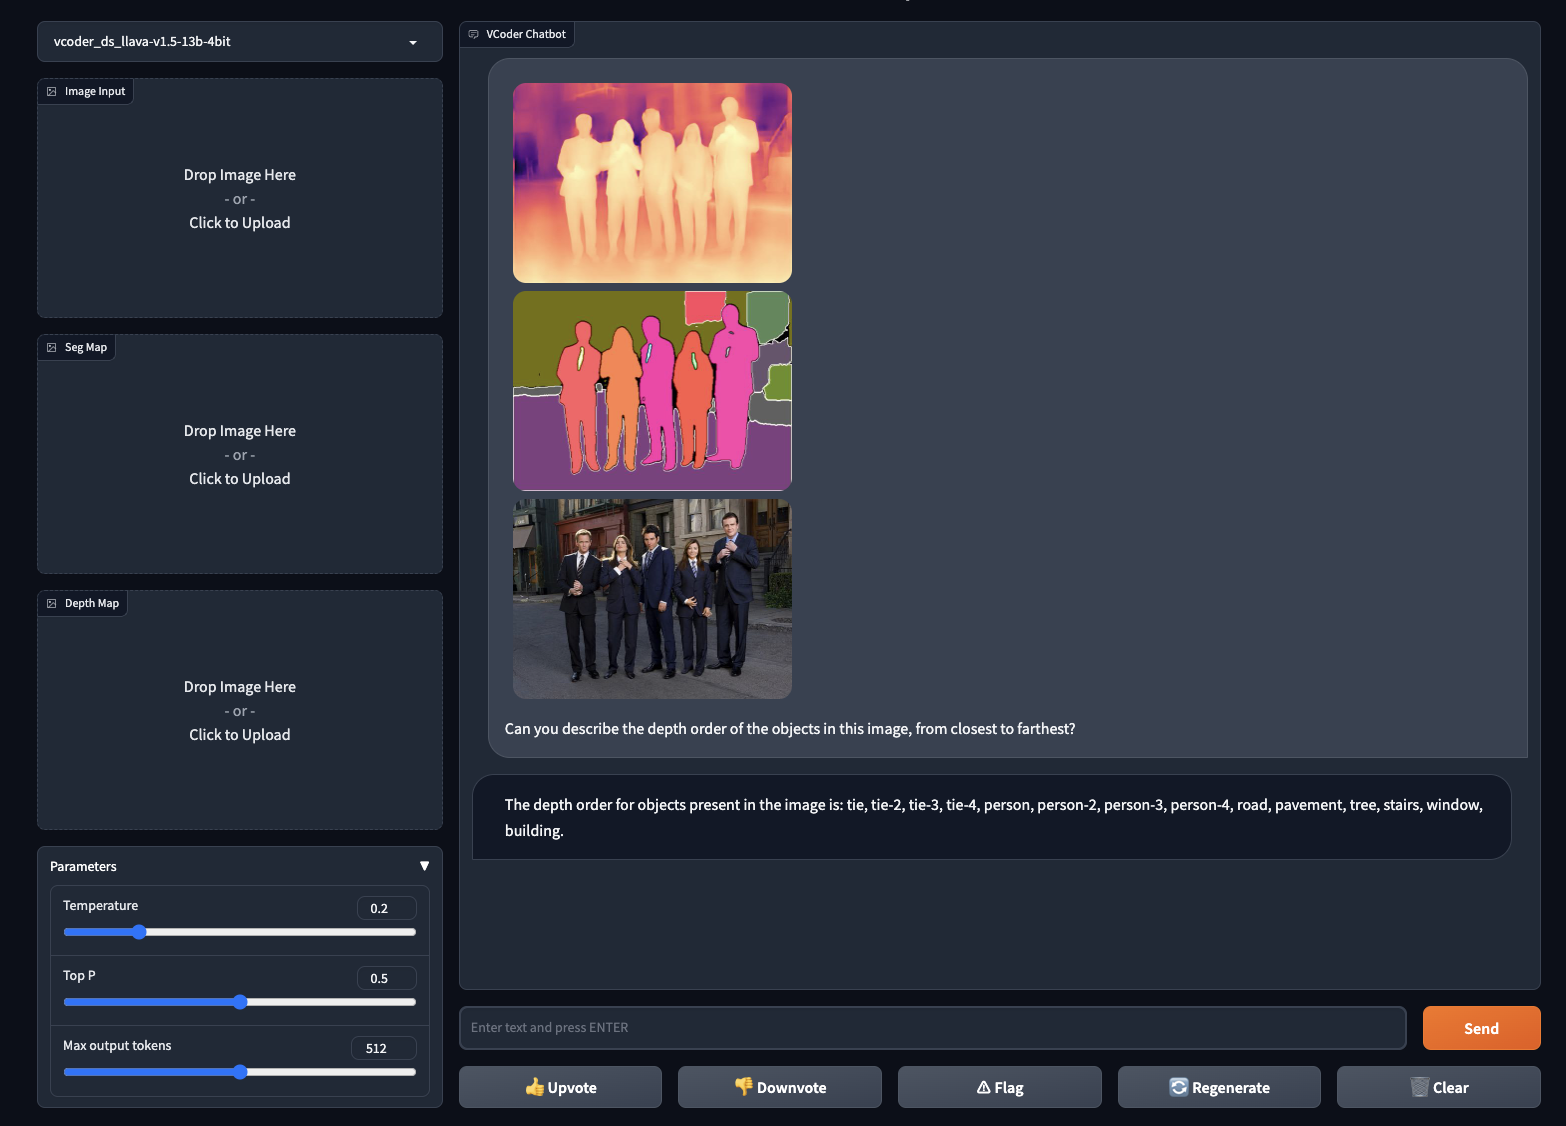 vcoder_ds_llava-v1.5-13b-4bit
Image Input
Drop Image Here
- or -
Click to Upload
Seg Map
Drop Image Here
- or -
Click to Upload
Depth Map
Drop Image Here
- or -
Click to Upload
Parameters
Temperature
0.2
Top P
0.5
Max output tokens
512
VCoder Chatbot
Can you describe the depth order of the objects in this image, from closest to farthest?
The depth order for objects present in the image is: tie, tie-2, tie-3, tie-4, person, person-2, person-3, person-4, road, pavement, tree, stairs, window,
building.
Enter text and press ENTER
Send
👍 Upvote
👎 Downvote
⚠ Flag
🔄 Regenerate
🗑 Clear